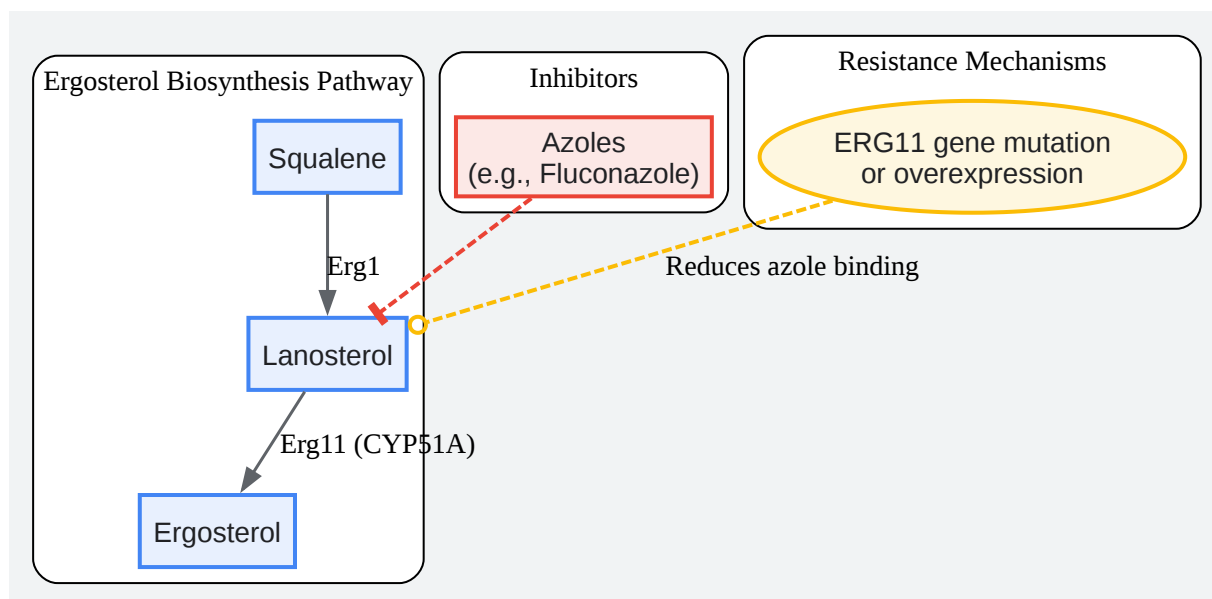 Ergosterol Biosynthesis Pathway
Squalene
Erg1
Lanosterol
Erg11 (CYP51A)
Ergosterol
Inhibitors
Azoles
(e.g., Fluconazole)
Resistance Mechanisms
ERG11 gene mutation
or overexpression
Reduces azole binding